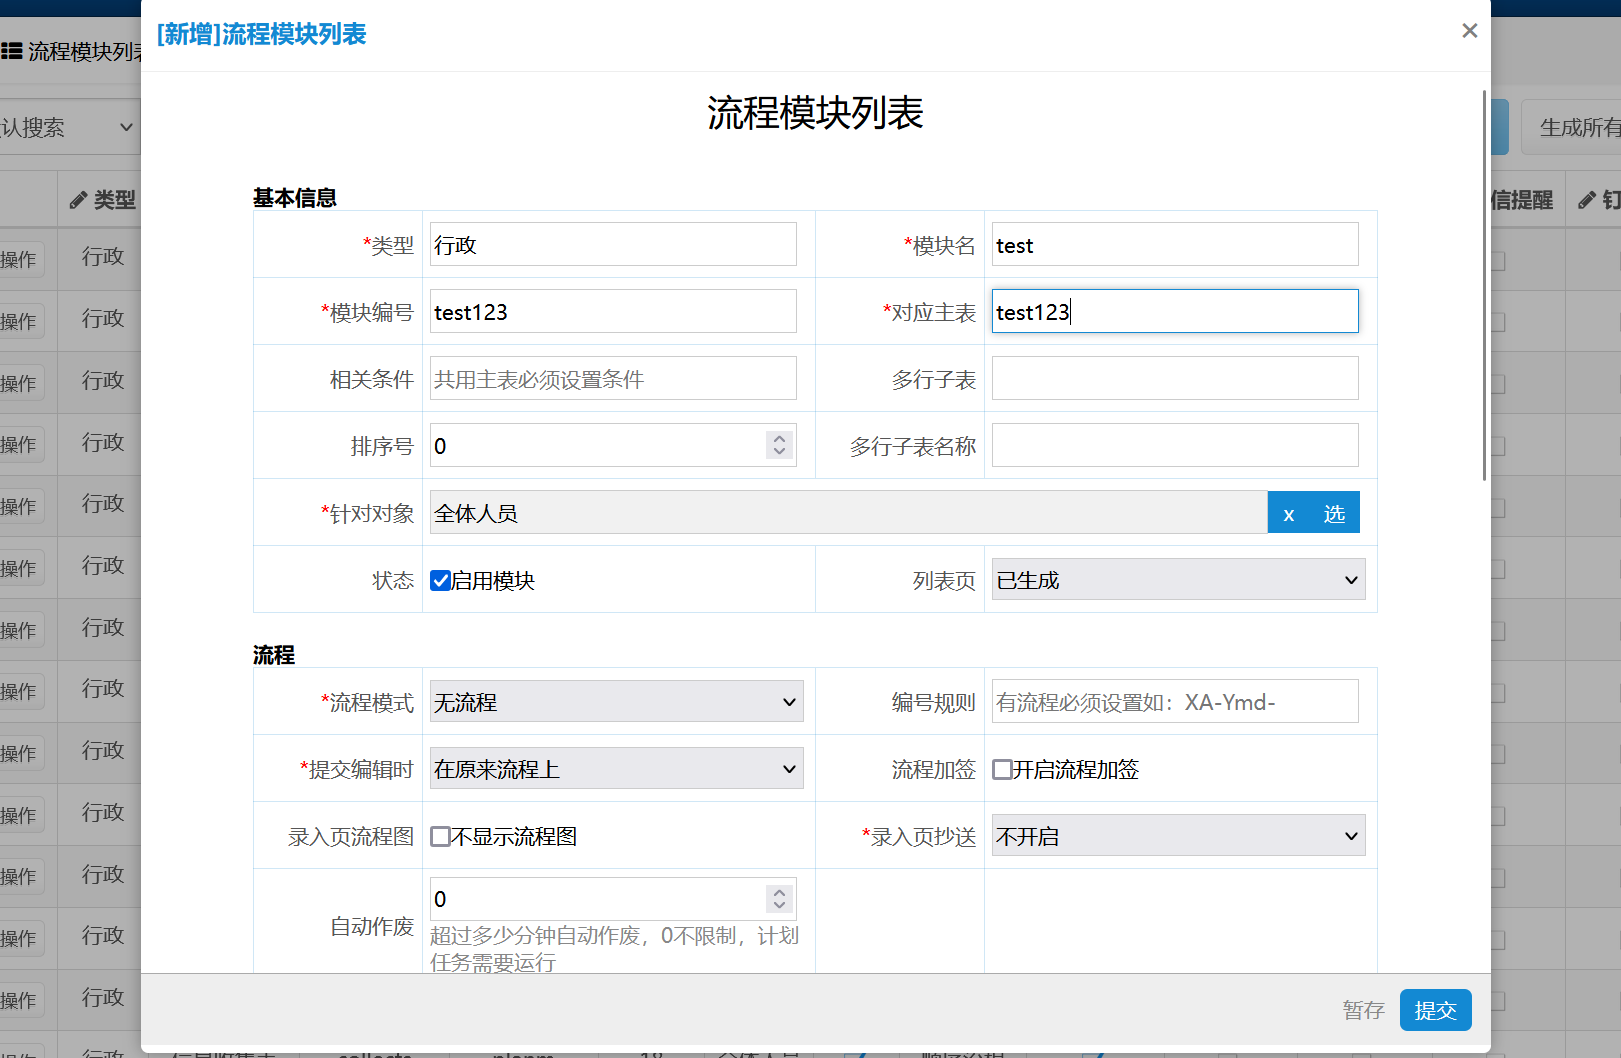 [新增]流程模块列表
×
流程模块列表
认搜索
生成所有
类型
信提醒
操作
行政
操作
行政
操作
行政
操作
行政
操作
行政
操作
行政
操作
行政
操作
行政
操作
行政
操作
行政
操作
行政
操作
行政
操作
行政
流程模块列表
基本信息
*类型 行政 *模块名 test
*模块编号 test123 *对应主表 test123
相关条件 共用主表必须设置条件 多行子表
排序号 0 多行子表名称
*针对对象 全体人员 x 选
状态 启用模块 列表页 已生成
流程
*流程模式 无流程 编号规则 有流程必须设置如：XA-Ymd-
*提交编辑时 在原来流程上 流程加签 开启流程加签
录入页流程图 不显示流程图 *录入页抄送 不开启
自动作废 0
超过多少分钟自动作废，0不限制，计划
任务需要运行
暂存 提交